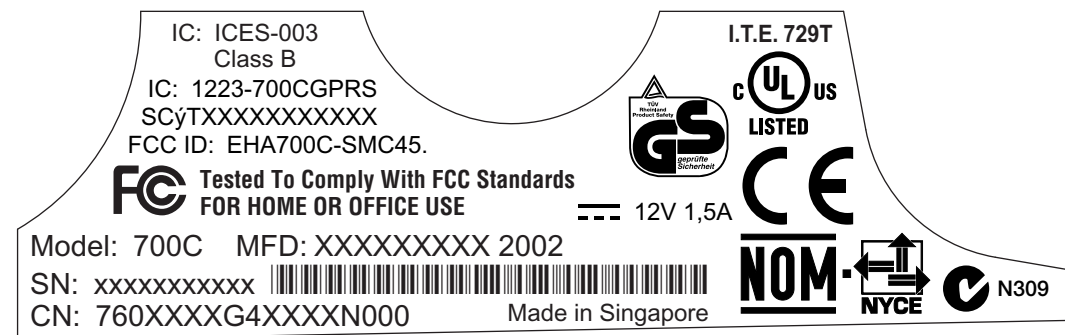 IC: ICES-003
Class B
IC: 1223-700CGPRS
SCýTXXXXXXXXXXX
FCC ID: EHA700C-SMC45.
FC Tested To Comply With FCC Standards
FOR HOME OR OFFICE USE
12V 1,5A
Model: 700C MFD: XXXXXXXXX 2002
SN: xxxxxxxxxxx
CN: 760XXXXG4XXXXN000 Made in Singapore
I.T.E. 729T
C UL US
LISTED
TÜV
Rheinland
Product Safety
GS
geprüfte
Sicherheit
CE
NOM-
NYCE
N309